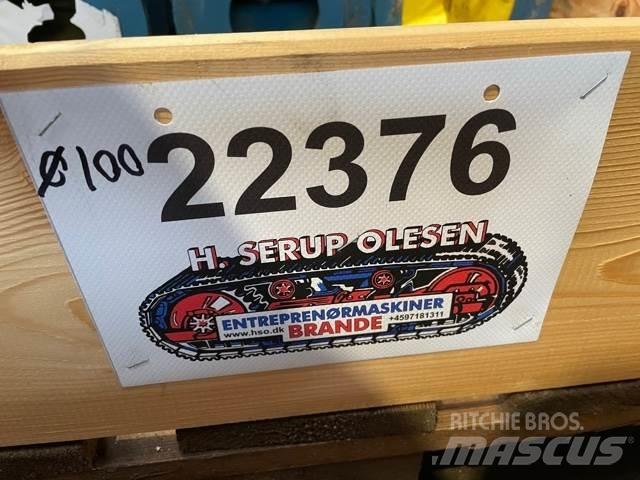 ø100 22376
H. SERUP OLESEN
ENTREPRENØRMASKINER
www.hso.dk BRANDE +4597181311
RITCHIE BROS.
MASCUS